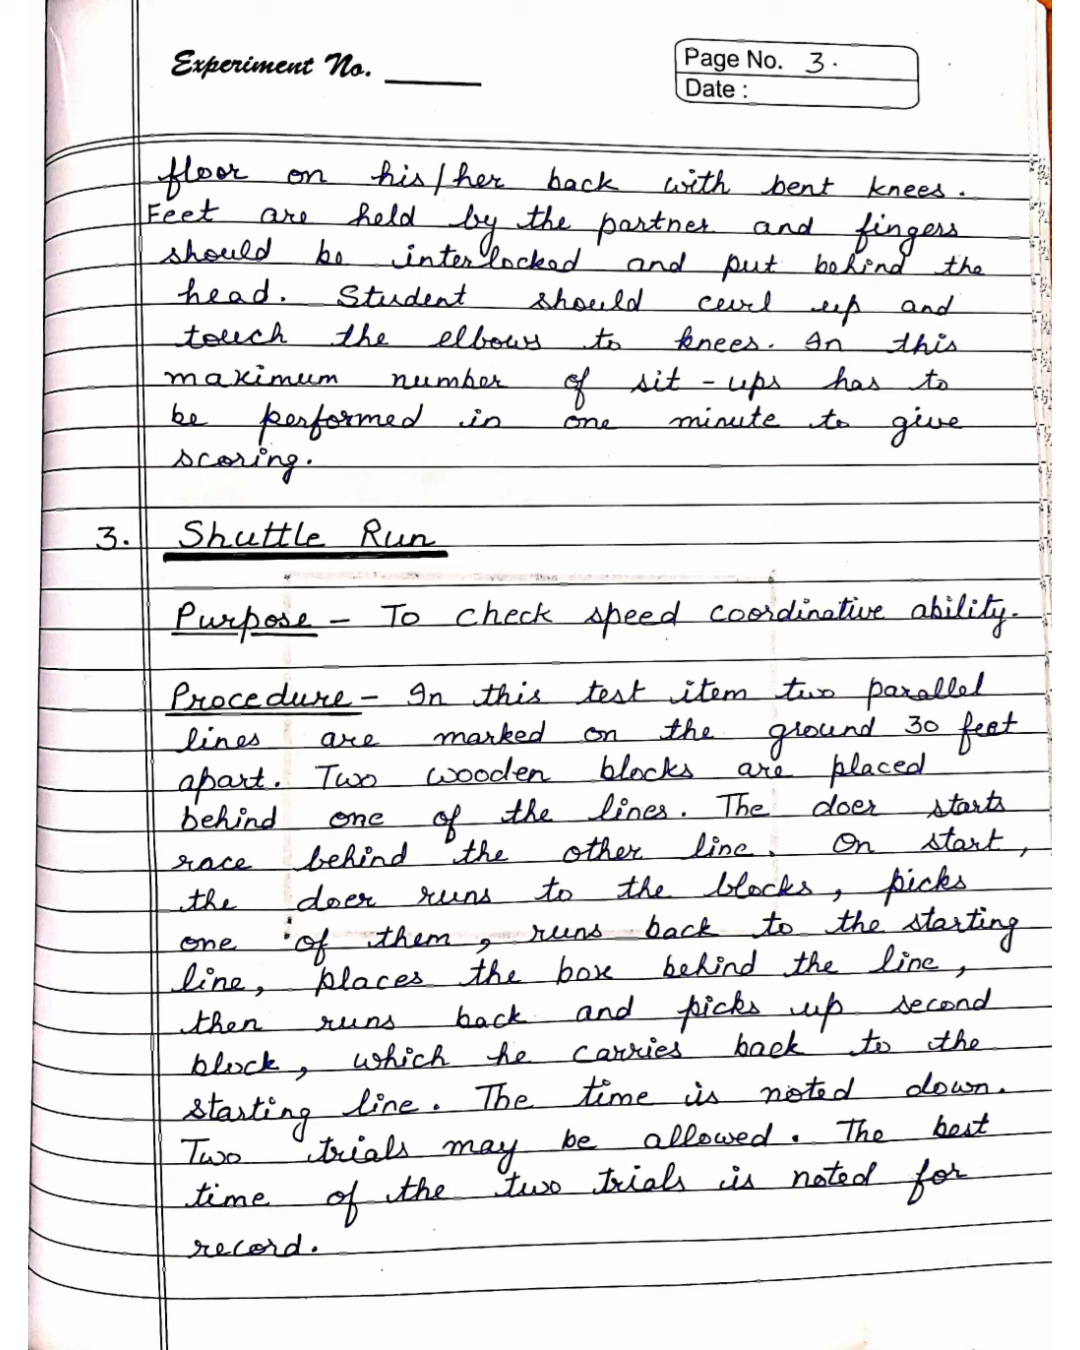 Experiment No.
Page No. 3.
Date :
floor on his/her back with bent knees.
Feet are held by the partner and fingers
should be interlocked and put behind the
head. Student should curl up and
touch the elbows to knees. In this
maximum number of sit-ups has to
be performed in one minute to give
scoring.
3. Shuttle Run
Purpose - To check speed coordinative ability.
Procedure - In this test item two parallel
lines are marked on the ground 30 feet
apart. Two wooden blocks are placed
behind one of the lines. The doer starts
race behind the other line. On start,
the doer runs to the blocks, picks
one of them, runs back to the starting
line, places the box behind the line,
then runs back and picks up second
block, which he carries back to the
starting line. The time is noted down.
Two trials may be allowed. The best
time of the two trials is noted for
record.